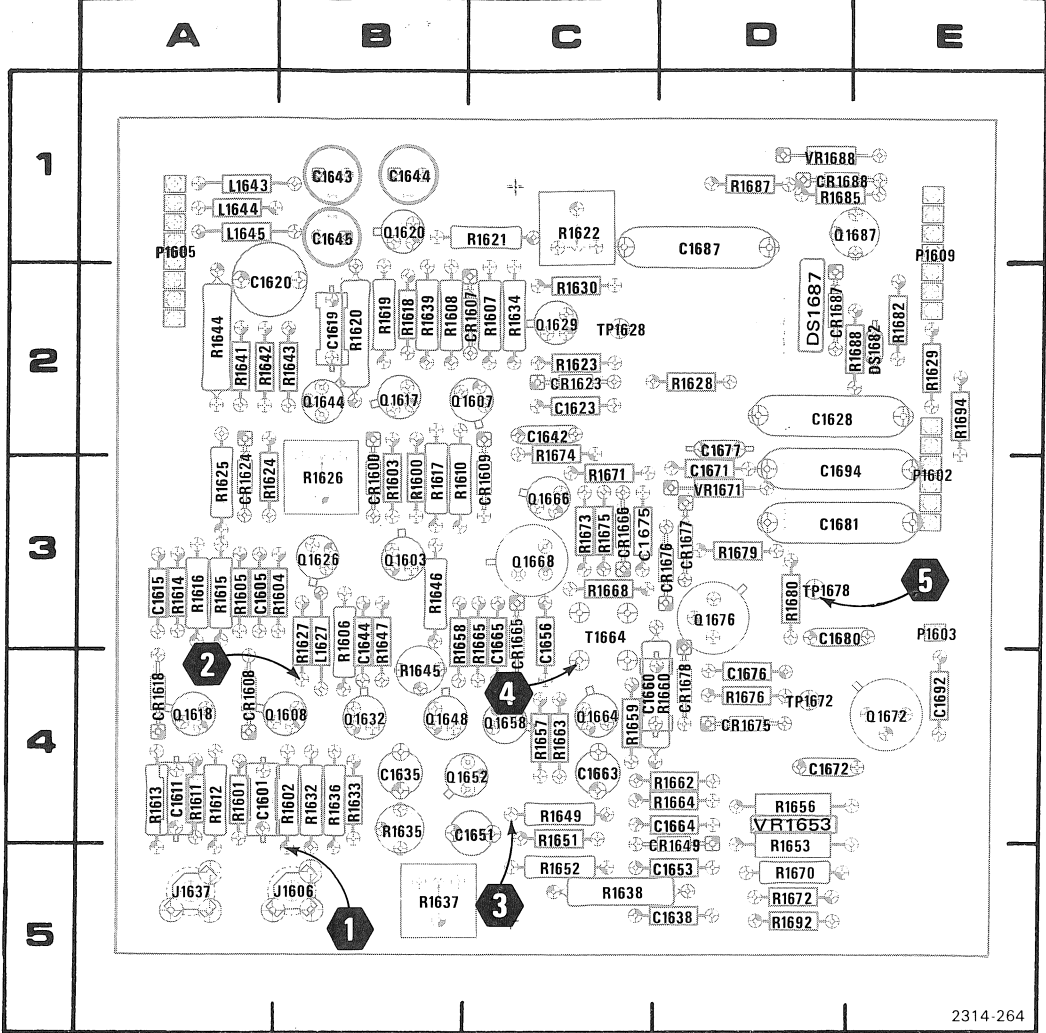 A B C D E
1
VR1688
C1643 C1644
L1643 R1687 CR1688
R1685
L1644
L1645 C1645 Q1620 R1621 R1622 C1687 Q1687
P1605 P1609
C1620
R1630
R1644 C1619 R1620 R1619 R1618 R1639 R1608 CR1607 R1607 R1634 Q1629 TP1628 DS1687 CR1687 R1682
2
R1641 R1642 R1643 R1623 R1688 DS1682 R1629
CR1623 R1628
Q1644 Q1617 Q1607 C1623 C1628 R1694
C1642 C1677
R1674
R1625 CR1624 R1624 R1626 CR1600 R1603 R1600 R1617 R1610 CR1609 R1671 C1671 C1694 P1602
VR1671
Q1666
R1673 R1675 CR1666 C1675 C1681
3
CR1676 CR1677 R1679
Q1626 Q1603 Q1668
C1615 R1614 R1616 R1615 R1605 C1605 R1604 R1646 R1668 R1680 TP1678 5
Q1676
R1627 L1627 R1606 C1644 R1647 R1658 R1665 C1665 CR1665 C1656 T1664 C1680 P1603
2 R1645 4
CR1618 CR1608 C1660 R1660 CR1678 C1676 C1692
R1676 TP1672
Q1618 Q1608 Q1632 Q1648 Q1658 R1657 R1663 Q1664 R1659 CR1675 Q1672
4
C1635 Q1652 C1663 C1672
R1662
R1613 C1611 R1611 R1612 R1601 C1601 R1602 R1632 R1636 R1633 R1664 R1656
R1649
R1635 C1651 C1664 VR1653
R1651 CR1649 R1653
R1652 C1653 R1670
J1637 J1606 R1637 3 R1638 R1672
C1638 R1692
1
5
2314-264